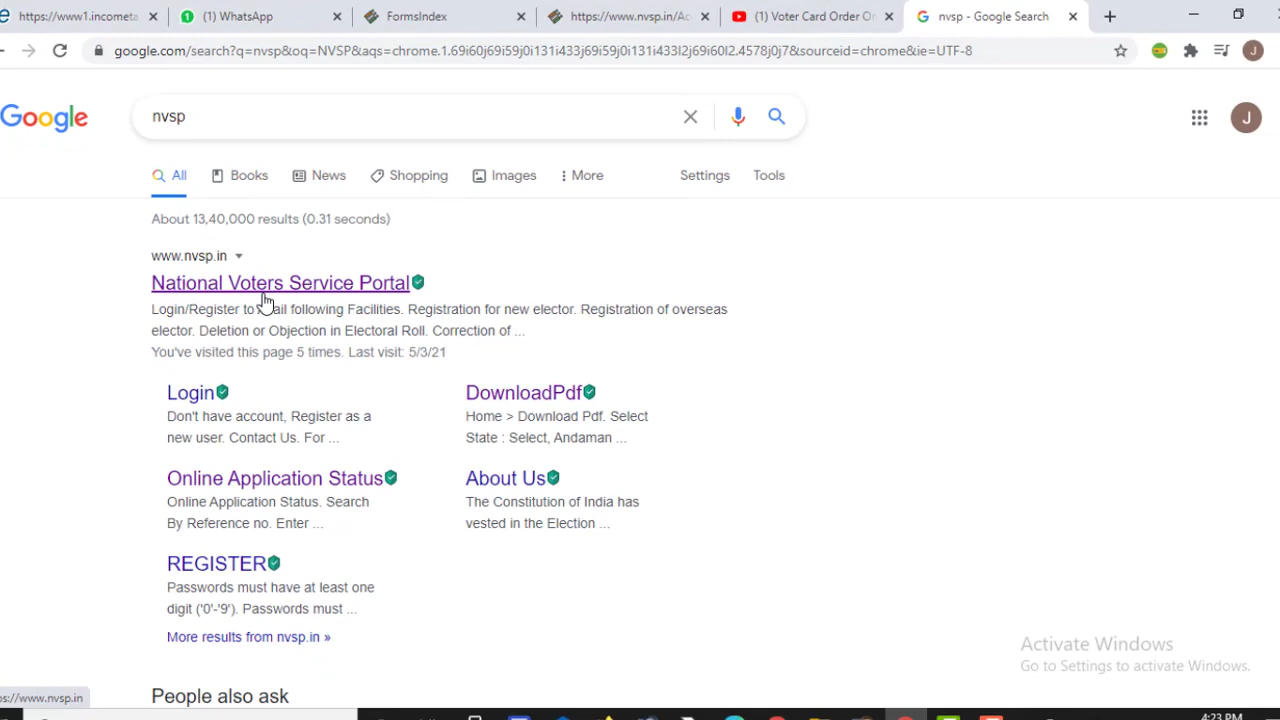 https://www1.incometa
(1) WhatsApp
FormsIndex
https://www.nvsp.in/Ac
(1) Voter Card Order O
nvsp - Google Search
google.com/search?q=nvsp&oq=NVSP&aqs=chrome.1.69i60j69i59j0i131i433j69i59j0i131i433l2j69i60l2.4578j0j7&sourceid=chrome&ie=UTF-8
J
Google
nvsp
J
All
Books
News
Shopping
Images
More
Settings
Tools
About 13,40,000 results (0.31 seconds)
www.nvsp.in
National Voters Service Portal
Login/Register to ail following Facilities. Registration for new elector. Registration of overseas
elector. Deletion or Objection in Electoral Roll. Correction of ...
You've visited this page 5 times. Last visit: 5/3/21
Login
Don't have account, Register as a
new user. Contact Us. For ...
DownloadPdf
Home > Download Pdf. Select
State : Select, Andaman ...
Online Application Status
Online Application Status. Search
By Reference no. Enter ...
About Us
The Constitution of India has
vested in the Election ...
REGISTER
Passwords must have at least one
digit ('0'-'9'). Passwords must ...
More results from nvsp.in »
Activate Windows
Go to Settings to activate Windows.
ps://www.nvsp.in
People also ask
4:23 PM